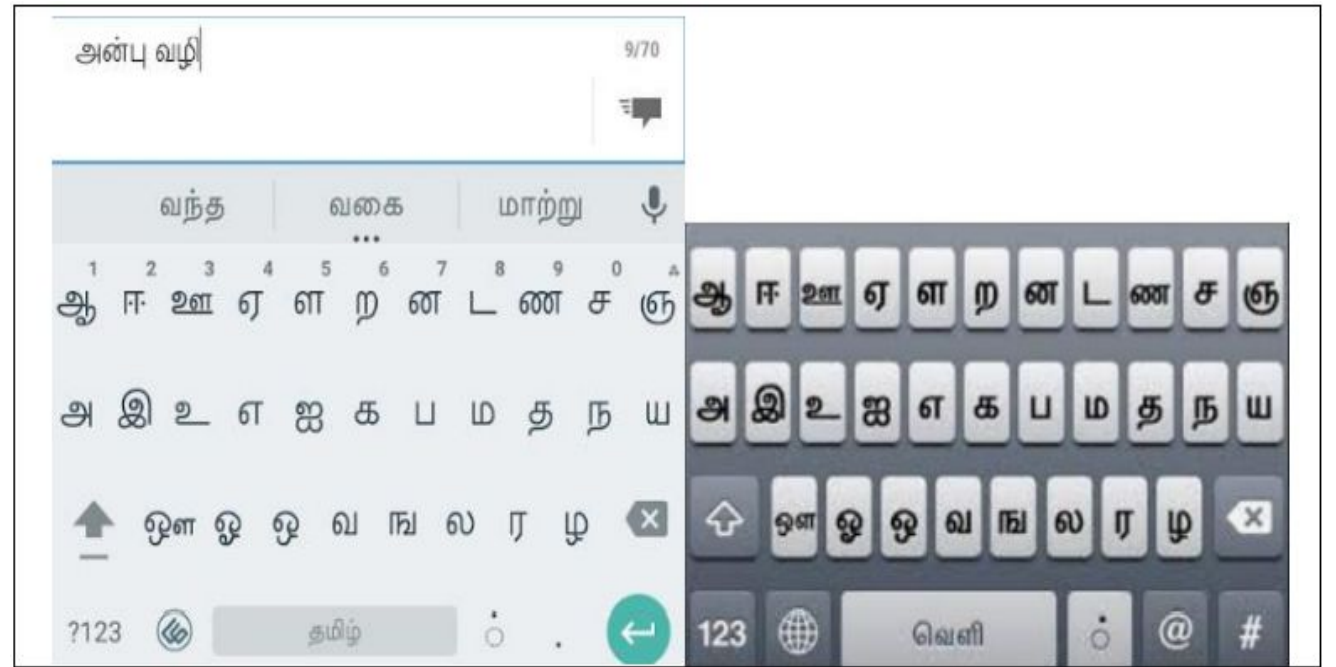 அன்பு வழி 9/70
வந்த வகை மாற்று
1 2 3 4 5 6 7 8 9 0 ஃ
ஆ ஈ ஊ ஏ ள ற ன ட ண ச ஞ
அ இ உ எ ஐ க ப ம த ந ய
ஔ ஓ ஒ வ ங ல ர ழ
?123 தமிழ் ் .
ஆ ஈ ஊ ஏ ள ற ன ட ண ச ஞ
அ இ உ ஐ எ க ப ம த ந ய
ஔ ஓ ஒ வ ங ல ர ழ
123 வெளி ் @ #